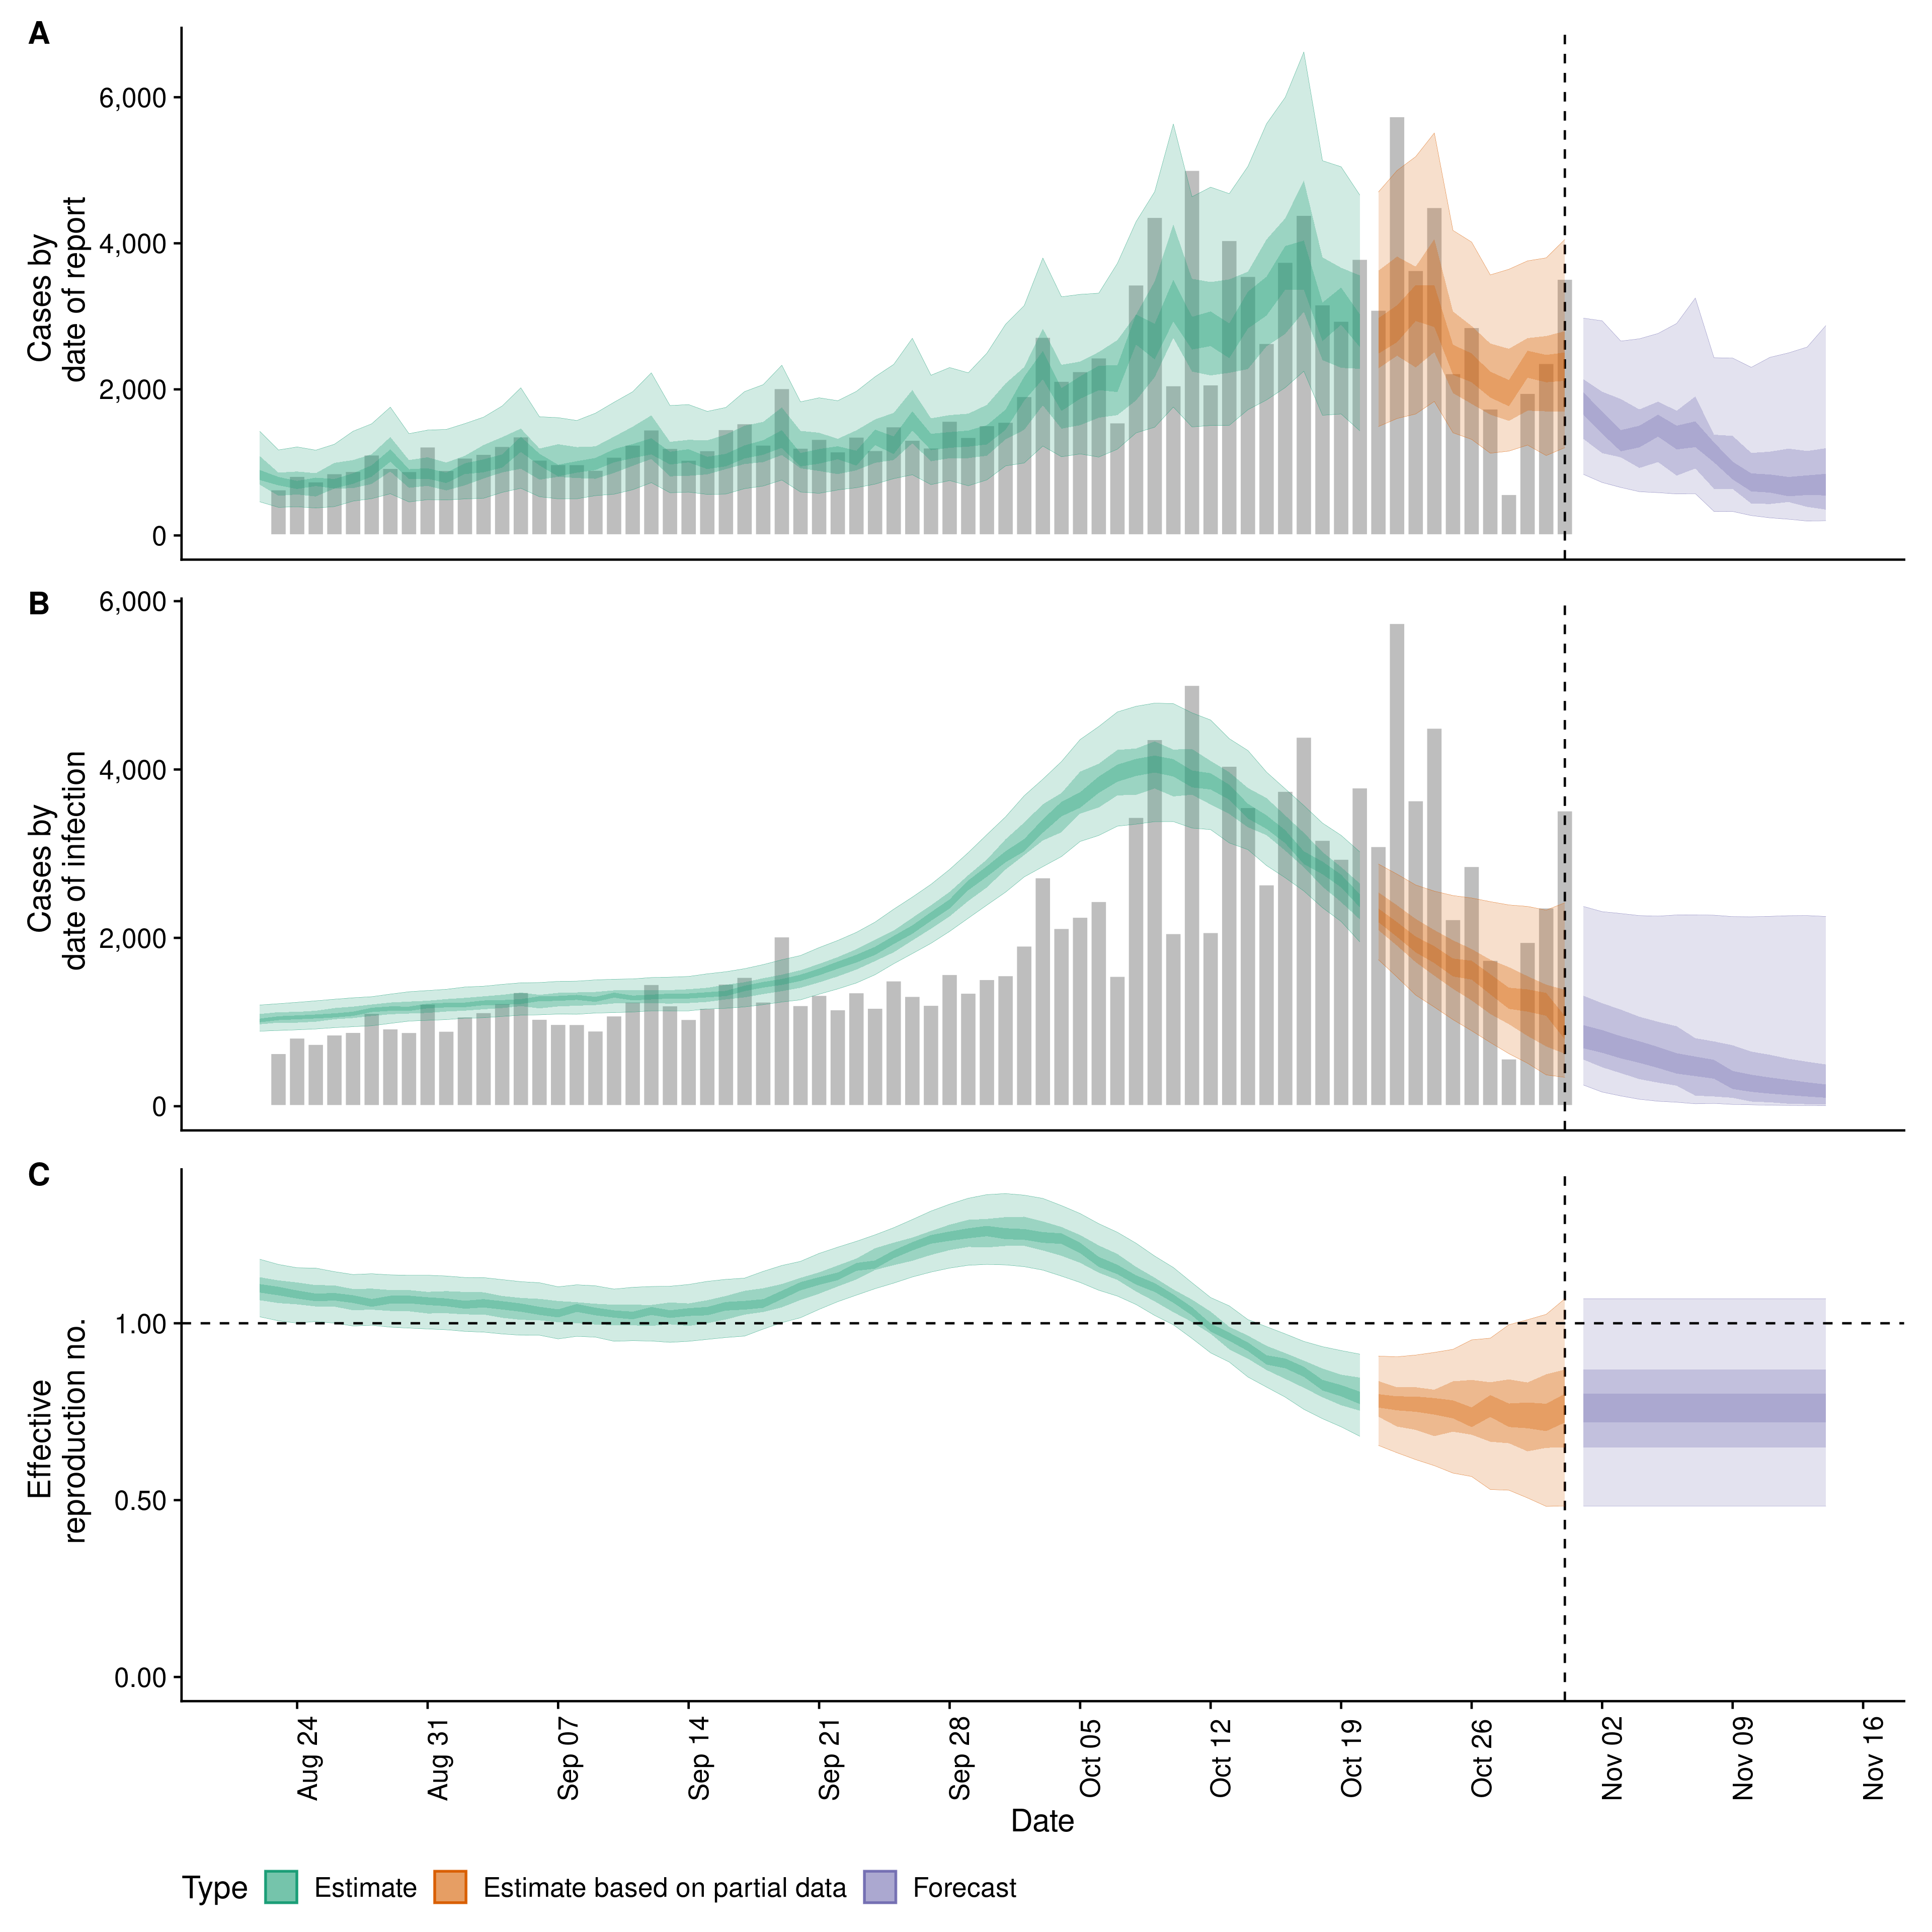 A
Cases by
date of report
6,000
4,000
2,000
0
B
Cases by
date of infection
6,000
4,000
2,000
0
C
Effective
reproduction no.
1.00
0.50
0.00
Aug 24
Aug 31
Sep 07
Sep 14
Sep 21
Sep 28
Oct 05
Oct 12
Oct 19
Oct 26
Nov 02
Nov 09
Nov 16
Date
Type Estimate Estimate based on partial data Forecast